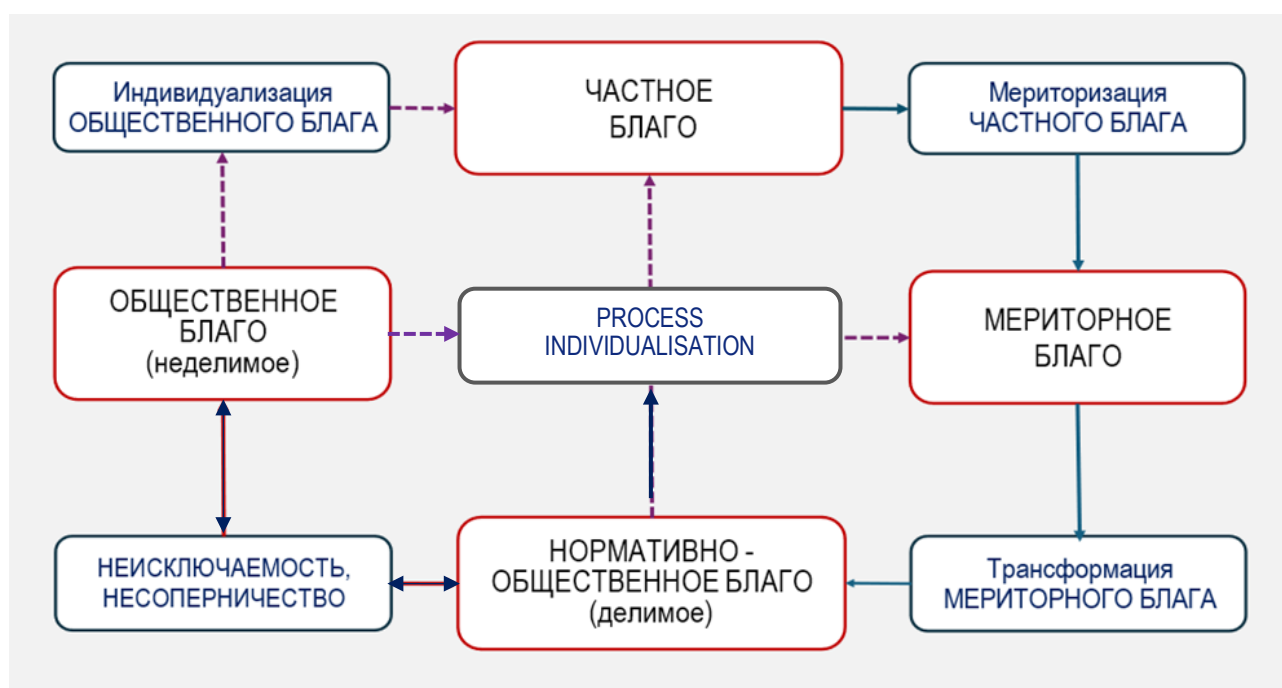 Индивидуализация
ОБЩЕСТВЕННОГО БЛАГА
ЧАСТНОЕ
БЛАГО
Мериторизация
ЧАСТНОГО БЛАГА
ОБЩЕСТВЕННОЕ
БЛАГО
(неделимое)
PROCESS
INDIVIDUALISATION
МЕРИТОРНОЕ
БЛАГО
НЕИСКЛЮЧАЕМОСТЬ,
НЕСОПЕРНИЧЕСТВО
НОРМАТИВНО -
ОБЩЕСТВЕННОЕ БЛАГО
(делимое)
Трансформация
МЕРИТОРНОГО БЛАГА